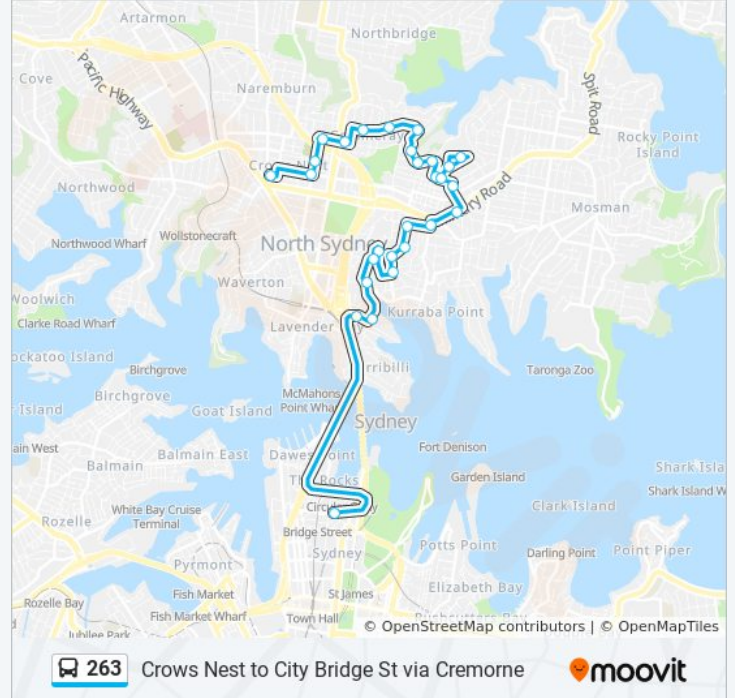 Artarmon
Northbridge
Cove
Pacific Highway
Naremburn
Spit Road
Rocky Point
Island
Northwood
Mosman
North Sydney
Wollstonecraft
Northwood Wharf
Waverton
Woolwich
Kurraba Point
Clarke Road Wharf
Lavender
ockatoo Island
Birchgrove
rribilli
Taronga Zoo
McMahons
Point Wha
Birchgrove
Island
Goat Island
Sydney
ain West
Balmain East
Dawes Point
Fort Denison
Balmain
Shark Isla
Garden Island
Shark Island W
The Rocks
White Bay Cruise
Terminal
Clark Island
Rozelle
Bridge Street
Sydney
Potts Point
Darling Point
Point Piper
Pyrmont
Elizabeth Bay
Rozelle Bay
Fish Market
St James
Fish Market Wharf
Town Hall
Jubilee Park
© OpenStreetMap contributors | © OpenMapTiles
263 Crows Nest to City Bridge St via Cremorne moovit